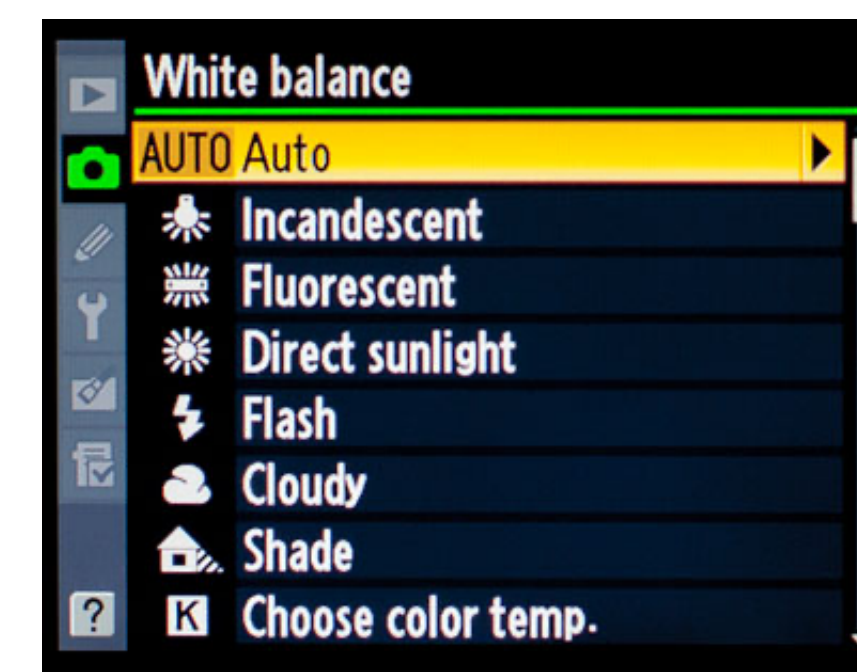 White balance
AUTO Auto
Incandescent
Fluorescent
Direct sunlight
Flash
Cloudy
Shade
? K Choose color temp.